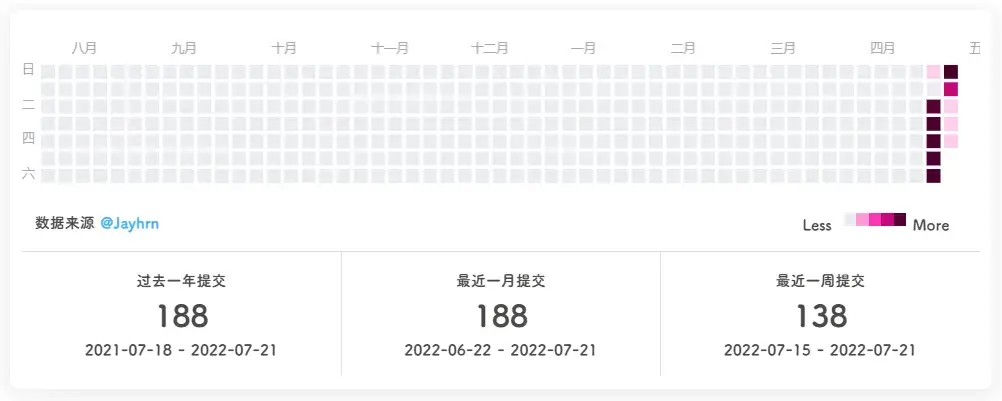 八月 九月 十月 十一月 十二月 一月 二月 三月 四月 五
日
二
四
六
数据来源 @Jayhrn
Less More
过去一年提交 最近一月提交 最近一周提交
188 188 138
2021-07-18 - 2022-07-21 2022-06-22 - 2022-07-21 2022-07-15 - 2022-07-21